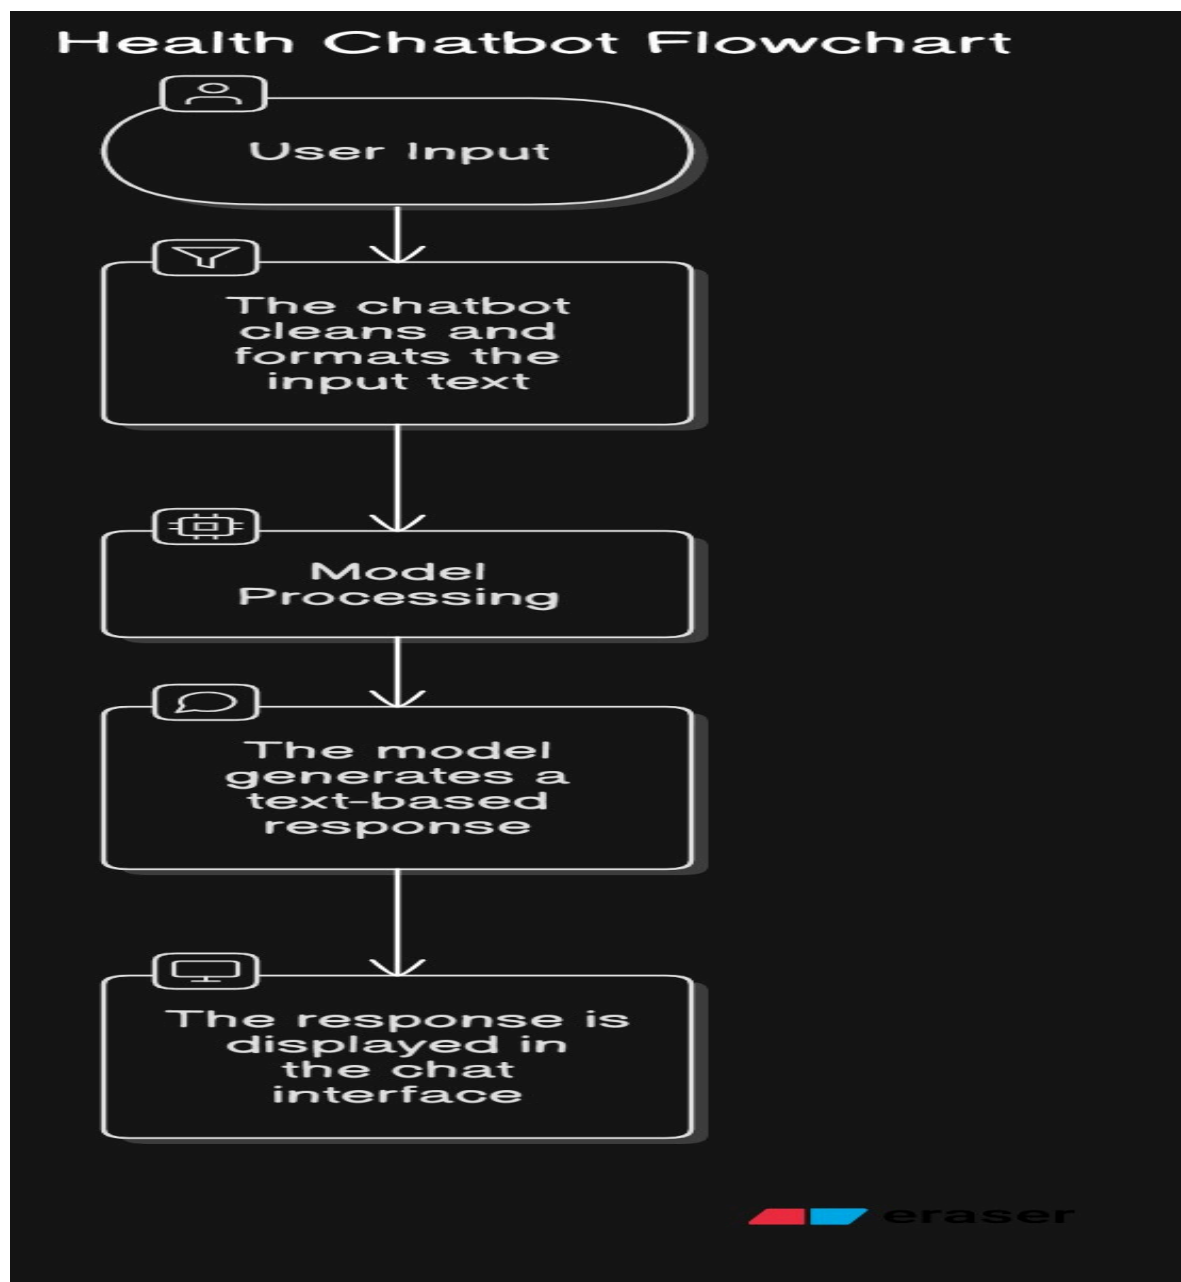 Health Chatbot Flowchart
User Input
The chatbot
cleans and
formats the
input text
Model
Processing
The model
generates a
text-based
response
The response is
displayed in
the chat
interface
eraser